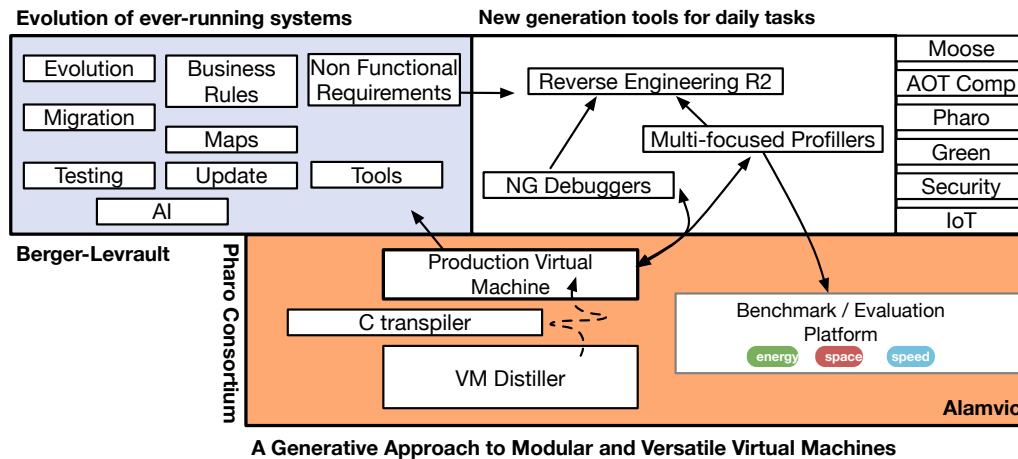 Evolution of ever-running systems
New generation tools for daily tasks
Evolution
Business
Rules
Non Functional
Requirements
Migration
Maps
Testing
Update
Tools
AI
Reverse Engineering R2
Multi-focused Profillers
NG Debuggers
Moose
AOT Comp
Pharo
Green
Security
IoT
Berger-Levrault
Pharo Consortium
Production Virtual
Machine
C transpiler
VM Distiller
Benchmark / Evaluation
Platform
energy
space
speed
Alamvic
A Generative Approach to Modular and Versatile Virtual Machines